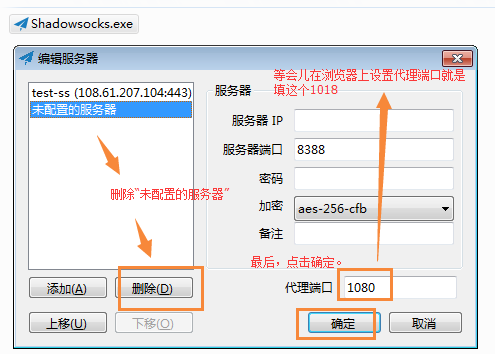 Shadowsocks.exe
编辑服务器
test-ss (108.61.207.104:443)
未配置的服务器
服务器
等会儿在浏览器上设置代理端口就是
填这个1018
服务器 IP
服务器端口 8388
密码
加密 aes-256-cfb
备注
删除“未配置的服务器”
最后，点击确定。
添加(A) 删除(D) 代理端口 1080
上移(U) 下移(O) 确定 取消